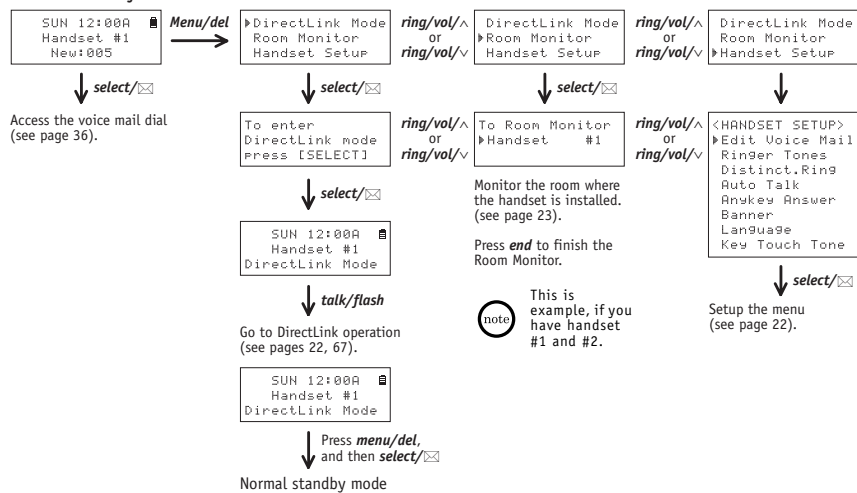 SUN 12:00A
Handset #1
New:005
Menu/del
DirectLink Mode
Room Monitor
Handset Setup
ring/vol/∧
or
ring/vol/∨
DirectLink Mode
Room Monitor
Handset Setup
ring/vol/∧
or
ring/vol/∨
DirectLink Mode
Room Monitor
Handset Setup
select/
Access the voice mail dial
(see page 36).
select/
select/
To enter
DirectLink mode
press [SELECT]
ring/vol/∧
or
ring/vol/∨
To Room Monitor
Handset #1
ring/vol/∧
or
ring/vol/∨
<HANDSET SETUP>
Edit Voice Mail
Ringer Tones
Distinct.Ring
Auto Talk
Anykey Answer
Banner
Language
Key Touch Tone
select/
Monitor the room where
the handset is installed.
(see page 23).
Press end to finish the
Room Monitor.
note
This is
example, if you
have handset
#1 and #2.
select/
Setup the menu
(see page 22).
SUN 12:00A
Handset #1
DirectLink Mode
talk/flash
Go to DirectLink operation
(see pages 22, 67).
SUN 12:00A
Handset #1
DirectLink Mode
Press menu/del,
and then select/
Normal standby mode